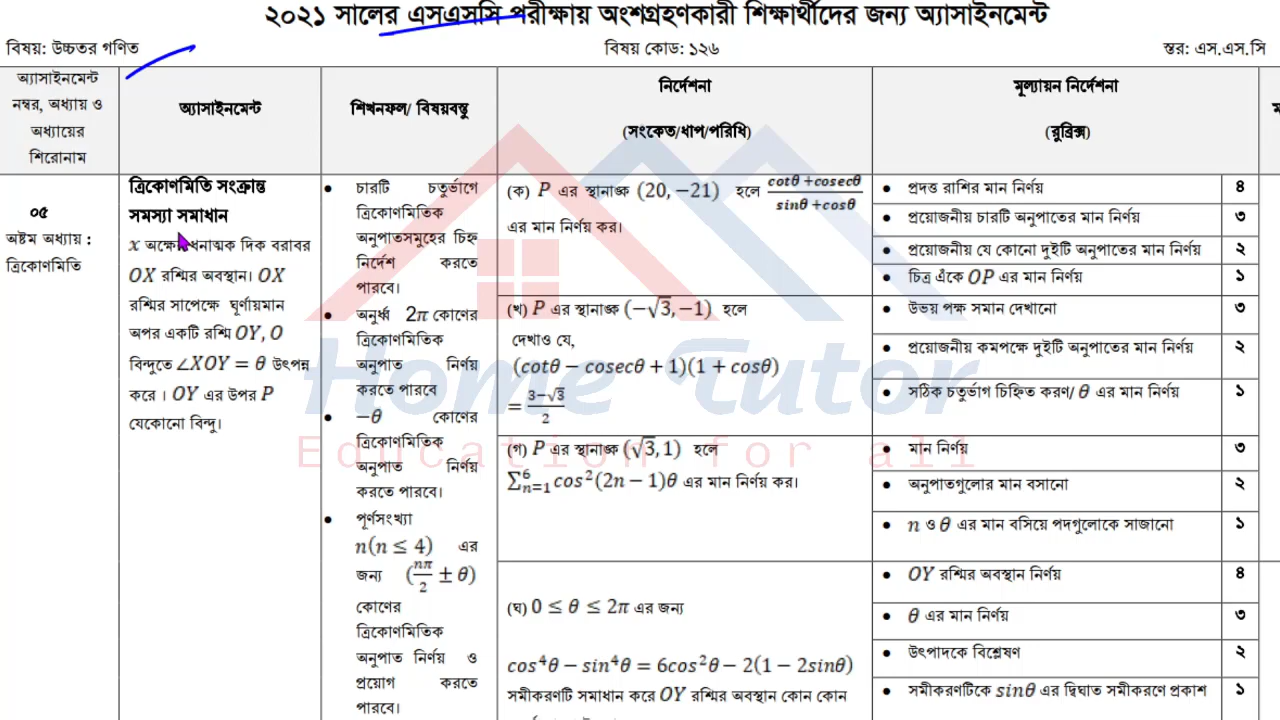 ২০২১ সালের এসএসসি পরীক্ষায় অংশগ্রহণকারী শিক্ষার্থীদের জন্য অ্যাসাইনমেন্ট
বিষয়: উচ্চতর গণিত
বিষয় কোড: ১২৬
স্তর: এস.এস.সি
অ্যাসাইনমেন্ট
নম্বর, অধ্যায় ও
অধ্যায়ের
শিরোনাম
অ্যাসাইনমেন্ট
শিখনফল/ বিষয়বস্তু
নির্দেশনা
(সংকেত/ধাপ/পরিধি)
মূল্যায়ন নির্দেশনা
(রুব্রিক্স)
০৫
অষ্টম অধ্যায় :
ত্রিকোণমিতি
ত্রিকোণমিতি সংক্রান্ত
সমস্যা সমাধান
x অক্ষের ধনাত্মক দিক বরাবর
OX রশ্মির অবস্থান। OX
রশ্মির সাপেক্ষে ঘূর্ণায়মান
অপর একটি রশ্মি OY, O
বিন্দুতে ∠XOY = θ উৎপন্ন
করে । OY এর উপর P
যেকোনো বিন্দু।
• চারটি চতুর্ভাগে
ত্রিকোণমিতিক
অনুপাতসমুহের চিহ্ন
নির্দেশ করতে
পারবে।
• অনুর্ধ্ব 2π কোণের
ত্রিকোণমিতিক
অনুপাত নির্ণয়
করতে পারবে
• −θ কোণের
ত্রিকোণমিতিক
অনুপাত নির্ণয়
করতে পারবে।
• পূর্ণসংখ্যা
n(n ≤ 4) এর
জন্য (nπ/2 ± θ)
কোণের
ত্রিকোণমিতিক
অনুপাত নির্ণয় ও
প্রয়োগ করতে
পারবে।
(ক) P এর স্থানাঙ্ক (20, −21) হলে (cotθ+cosecθ)/(sinθ+cosθ)
এর মান নির্ণয় কর।
(খ) P এর স্থানাঙ্ক (−√3, −1) হলে
দেখাও যে,
(cotθ − cosecθ + 1)(1 + cosθ)
= (3−√3)/2
(গ) P এর স্থানাঙ্ক (√3, 1) হলে
∑⁶ₙ₌₁ cos²(2n − 1)θ এর মান নির্ণয় কর।
(ঘ) 0 ≤ θ ≤ 2π এর জন্য
cos⁴θ − sin⁴θ = 6cos²θ − 2(1 − 2sinθ)
সমীকরণটি সমাধান করে OY রশ্মির অবস্থান কোন কোন
• প্রদত্ত রাশির মান নির্ণয় ৪
• প্রয়োজনীয় চারটি অনুপাতের মান নির্ণয় ৩
• প্রয়োজনীয় যে কোনো দুইটি অনুপাতের মান নির্ণয় ২
• চিত্র এঁকে OP এর মান নির্ণয় ১
• উভয় পক্ষ সমান দেখানো ৩
• প্রয়োজনীয় কমপক্ষে দুইটি অনুপাতের মান নির্ণয় ২
• সঠিক চতুর্ভাগ চিহ্নিত করণ/ θ এর মান নির্ণয় ১
• মান নির্ণয় ৩
• অনুপাতগুলোর মান বসানো ২
• n ও θ এর মান বসিয়ে পদগুলোকে সাজানো ১
• OY রশ্মির অবস্থান নির্ণয় ৪
• θ এর মান নির্ণয় ৩
• উৎপাদকে বিশ্লেষণ ২
• সমীকরণটিকে sinθ এর দ্বিঘাত সমীকরণে প্রকাশ ১
Home Tutor
Education for all